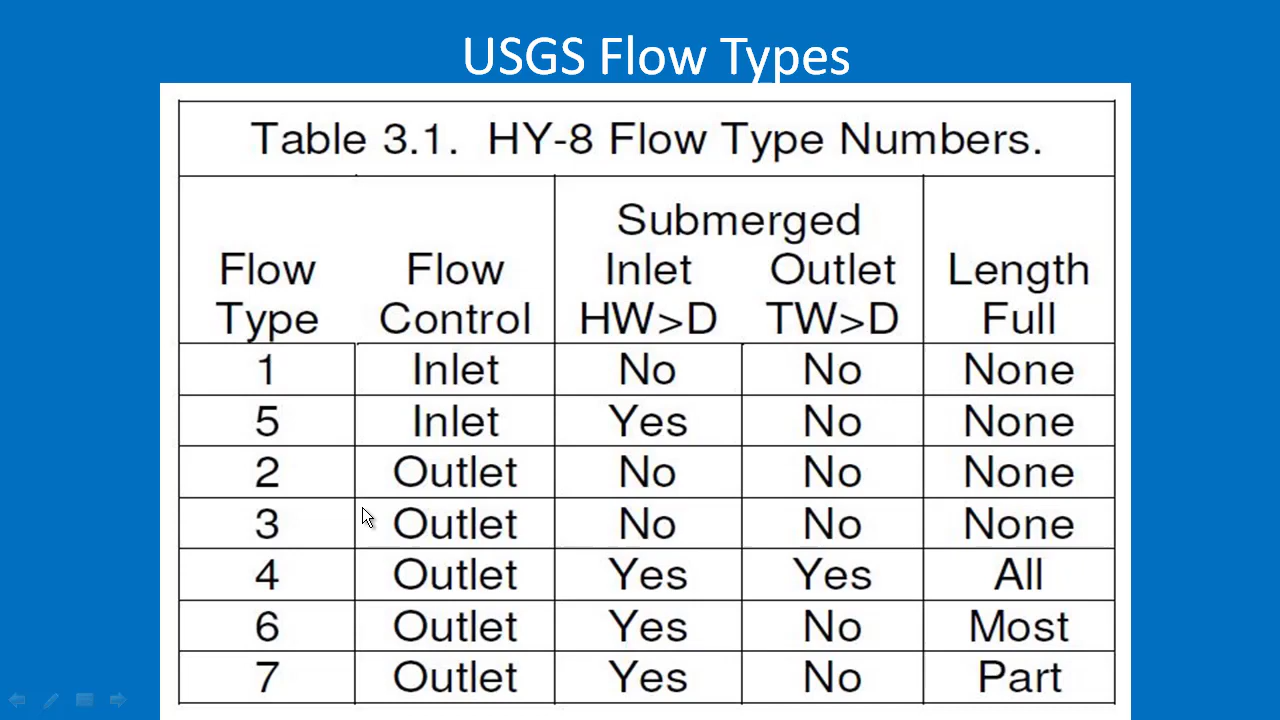 USGS Flow Types
Table 3.1. HY-8 Flow Type Numbers.
Submerged
Flow Flow Inlet Outlet Length
Type Control HW>D TW>D Full
1 Inlet No No None
5 Inlet Yes No None
2 Outlet No No None
3 Outlet No No None
4 Outlet Yes Yes All
6 Outlet Yes No Most
7 Outlet Yes No Part